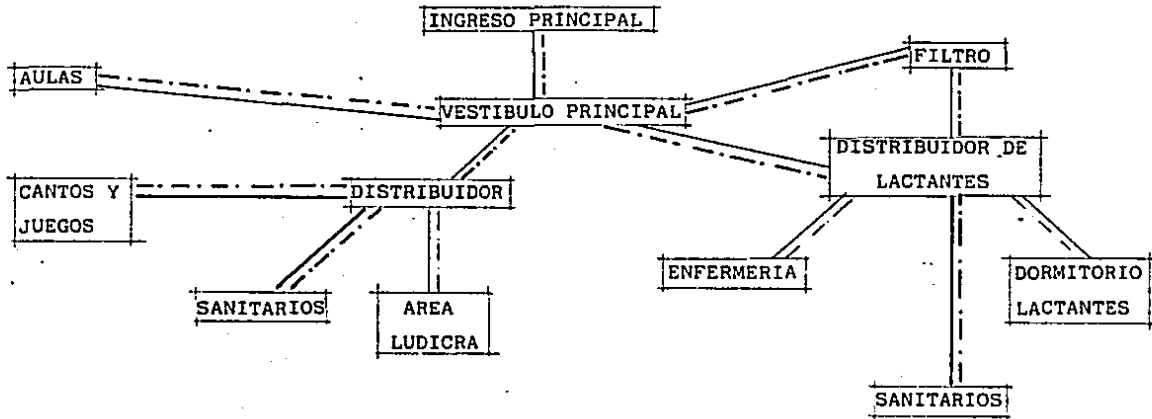 INGRESO PRINCIPAL
FILTRO
AULAS
VESTIBULO PRINCIPAL
DISTRIBUIDOR DE
LACTANTES
CANTOS Y
JUEGOS
DISTRIBUIDOR
ENFERMERIA
DORMITORIO
LACTANTES
SANITARIOS
AREA
LUDICRA
SANITARIOS